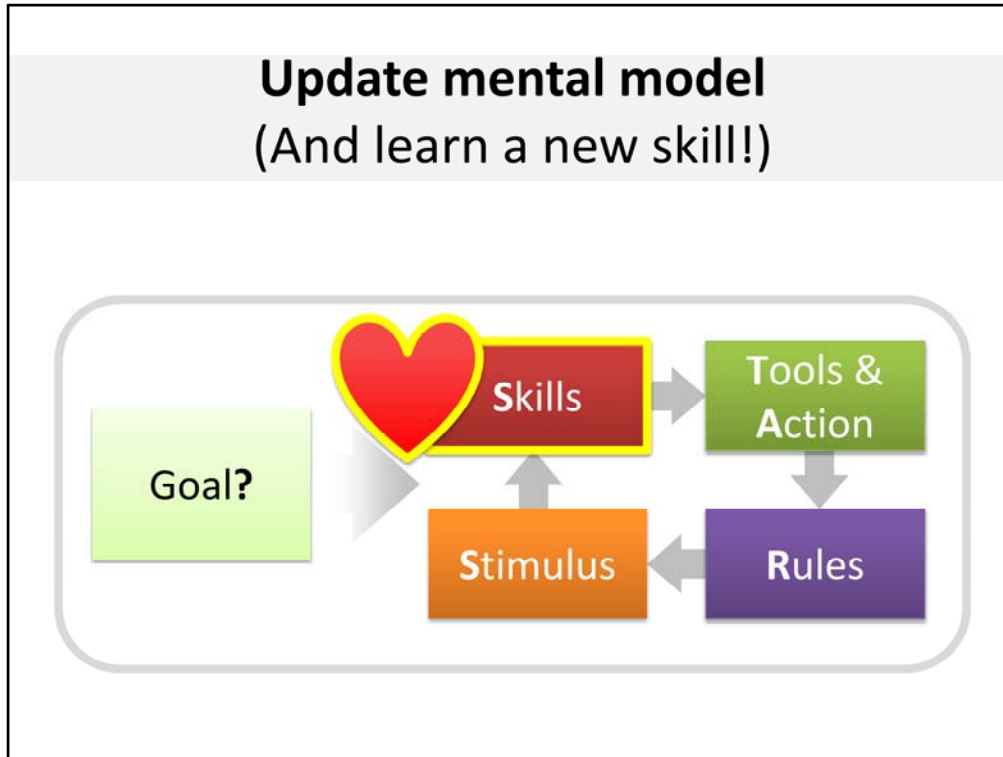 Update mental model
(And learn a new skill!)
Goal?
Skills
Tools &
Action
Stimulus
Rules